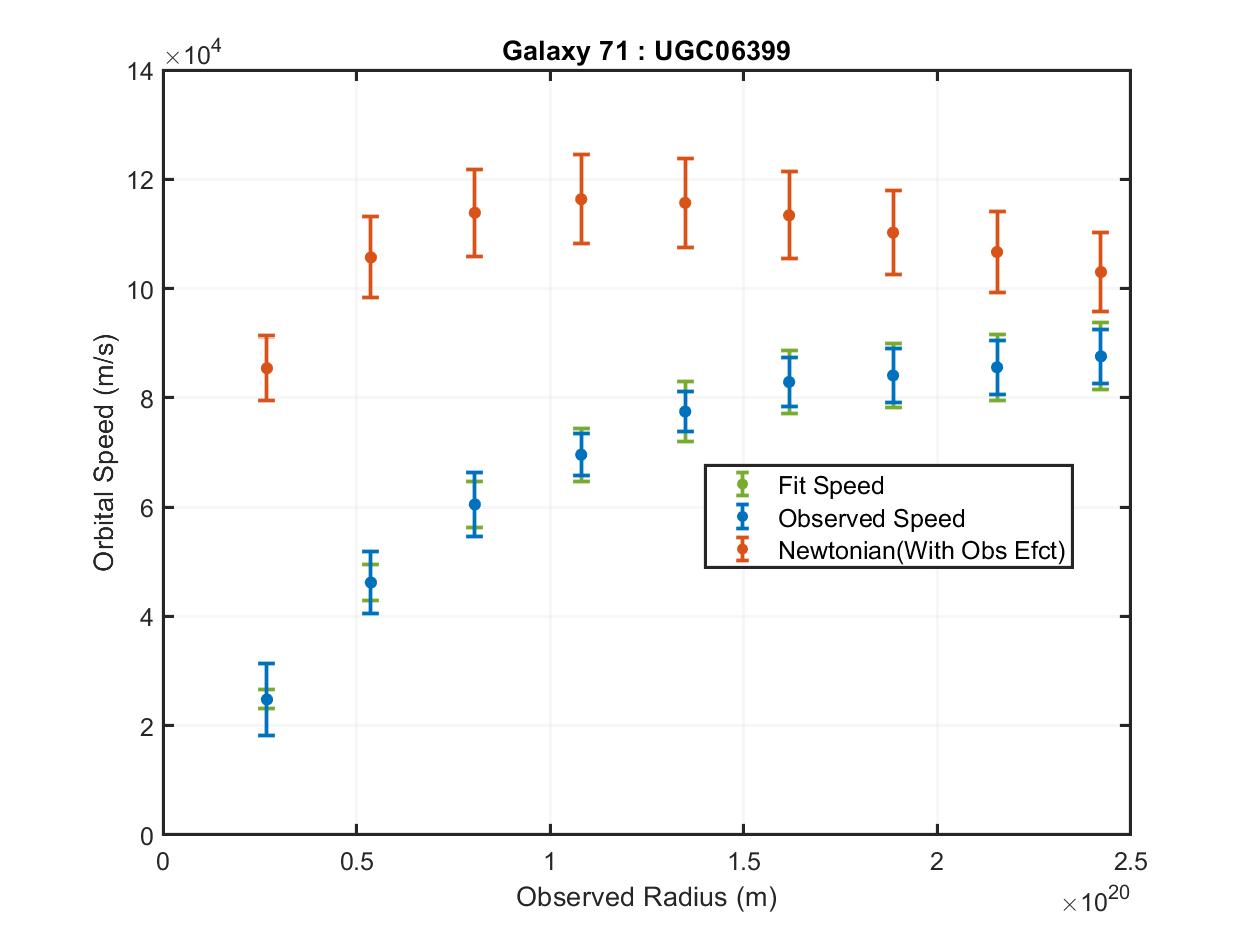 Galaxy 71 : UGC06399
×10^4
14
12
10
8
6
4
2
0
Orbital Speed (m/s)
Fit Speed
Observed Speed
Newtonian(With Obs Efct)
0 0.5 1 1.5 2 2.5
Observed Radius (m)
×10^20